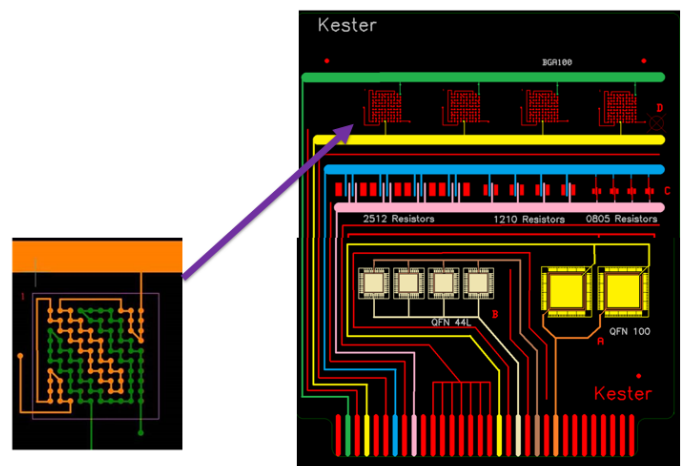 Kester
BGA100
D
C
2512 Resistors
1210 Resistors
0805 Resistors
1
B
QFN 44L
QFN 100
A
Kester